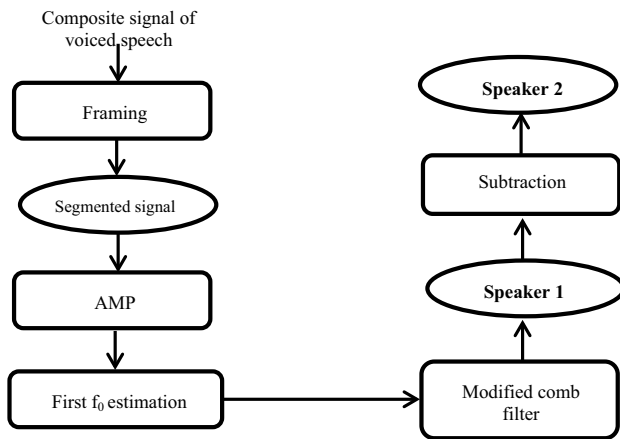 Composite signal of
voiced speech
Framing
Segmented signal
AMP
First f₀ estimation
Modified comb
filter
Speaker 1
Subtraction
Speaker 2